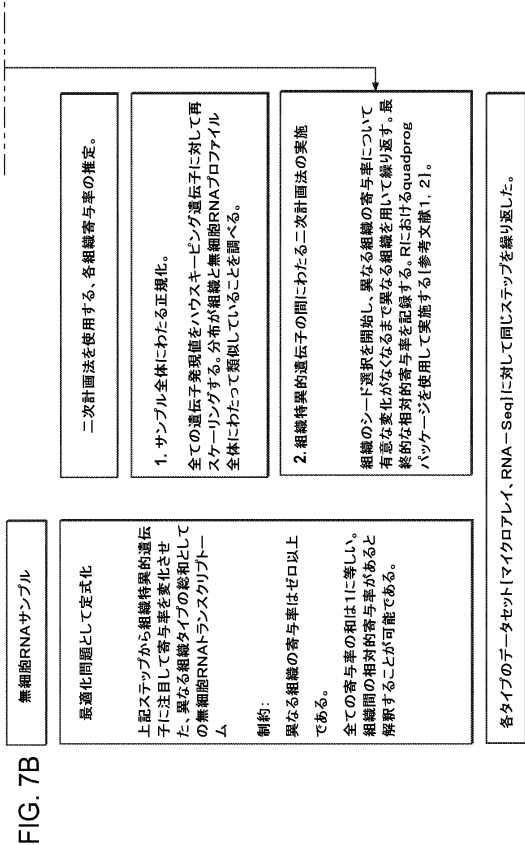 FIG. 7B
無細胞RNAサンプル
最適化問題として定式化
上記ステップから組織特異的遺伝
子に注目して寄与率を変化させ
た、異なる組織タイプの総和として
の無細胞RNAトランスクリプトー
ム
制約:
異なる組織の寄与率はゼロ以上
である。
全ての寄与率の和は1に等しい。
組織間の相対的寄与率があると
解釈することが可能である。
二次計画法を使用する、各組織寄与率の推定。
1. サンプル全体にわたる正規化。
全ての遺伝子発現値をハウスキーピング遺伝子に対して再
スケーリングする。分布が組織と無細胞RNAプロファイル
全体にわたって類似していることを調べる。
2. 組織特異的遺伝子の間にわたる二次計画法の実施
組織のシード選択を開始し、異なる組織の寄与率について
有意な変化がなくなるまで異なる組織を用いて繰り返す。最
終的な相対的寄与率を記録する。Rにおけるquadprog
パッケージを使用して実施する[参考文献1, 2]。
各タイプのデータセット[マイクロアレイ、RNA-Seq]に対して同じステップを繰り返した。